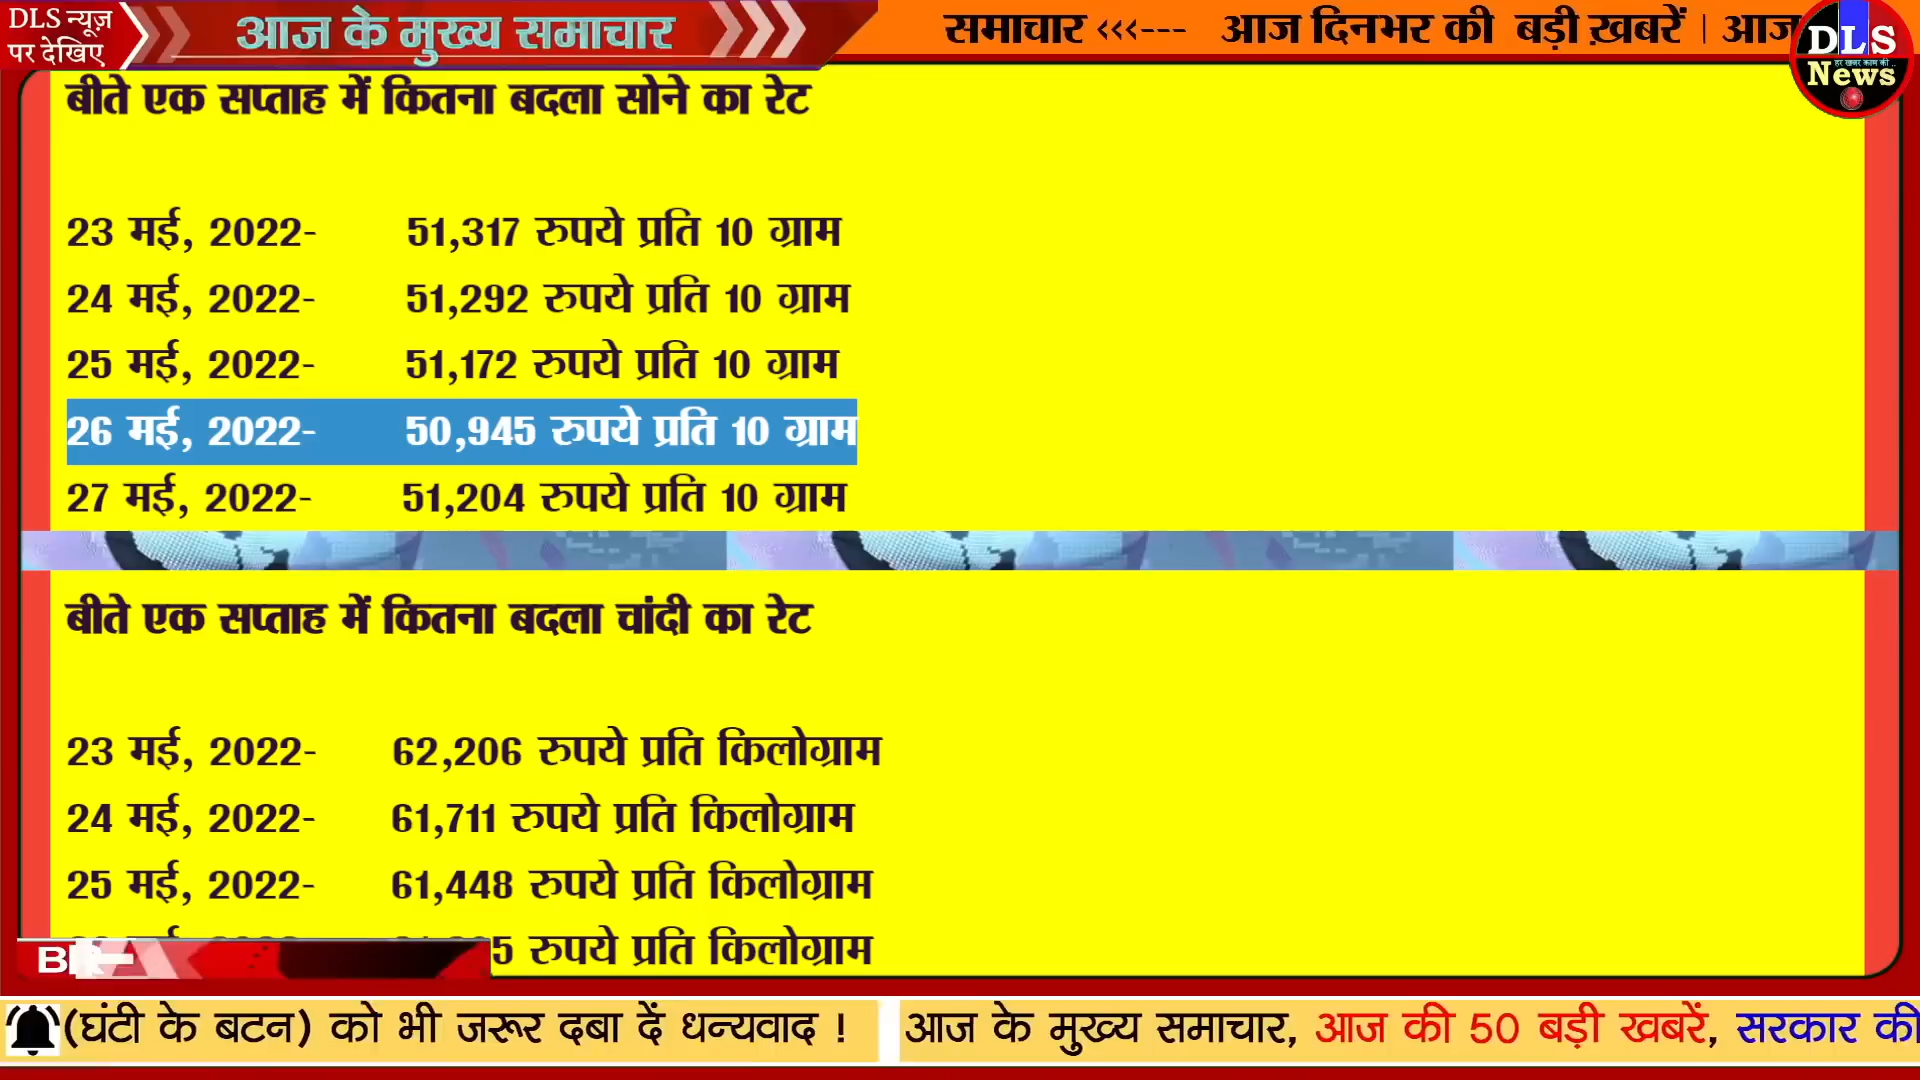 DLS न्यूज़
पर देखिए
आज के मुख्य समाचार
समाचार <<<--- आज दिनभर की बड़ी ख़बरें | आज
DLS
हर खबर काम की ..
News
बीते एक सप्ताह में कितना बदला सोने का रेट
23 मई, 2022- 51,317 रुपये प्रति 10 ग्राम
24 मई, 2022- 51,292 रुपये प्रति 10 ग्राम
25 मई, 2022- 51,172 रुपये प्रति 10 ग्राम
26 मई, 2022- 50,945 रुपये प्रति 10 ग्राम
27 मई, 2022- 51,204 रुपये प्रति 10 ग्राम
बीते एक सप्ताह में कितना बदला चांदी का रेट
23 मई, 2022- 62,206 रुपये प्रति किलोग्राम
24 मई, 2022- 61,711 रुपये प्रति किलोग्राम
25 मई, 2022- 61,448 रुपये प्रति किलोग्राम
5 रुपये प्रति किलोग्राम
(घंटी के बटन) को भी जरूर दबा दें धन्यवाद !
आज के मुख्य समाचार, आज की 50 बड़ी खबरें, सरकार की